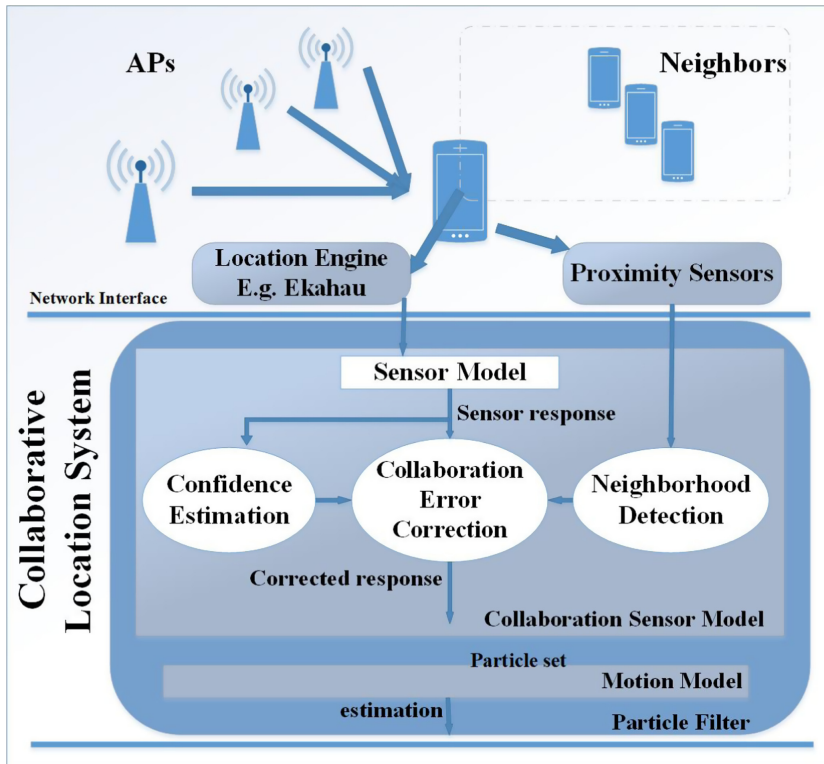 APs
Neighbors
Location Engine
E.g. Ekahau
Proximity Sensors
Network Interface
Collaborative
Location System
Sensor Model
Sensor response
Confidence
Estimation
Collaboration
Error
Correction
Neighborhood
Detection
Corrected response
Collaboration Sensor Model
Particle set
Motion Model
estimation
Particle Filter